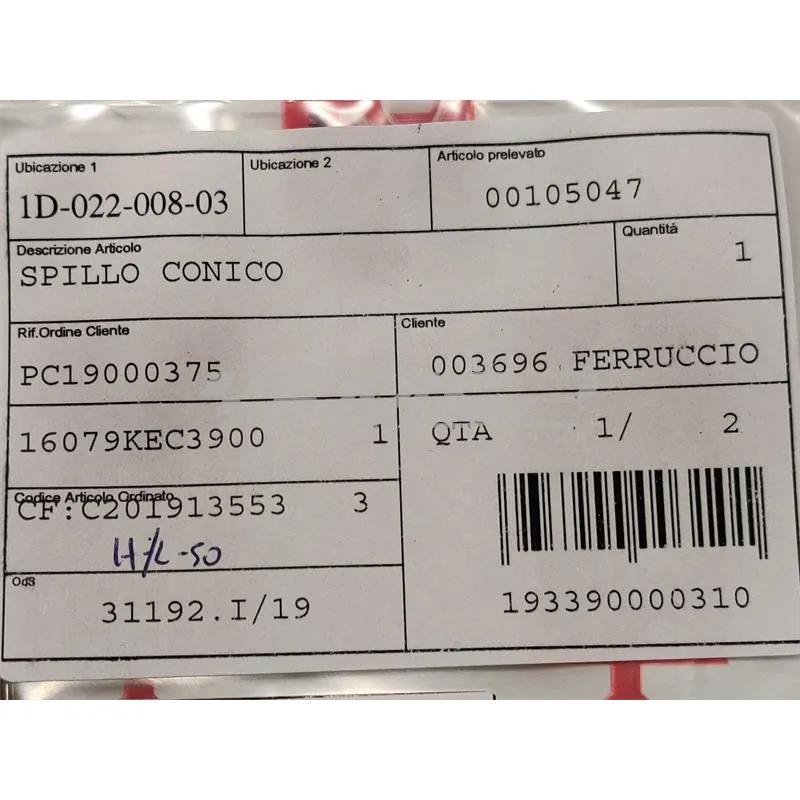 Ubicazione 1
1D-022-008-03
Ubicazione 2
Articolo prelevato
00105047
Descrizione Articolo
SPILLO CONICO
Quantità
1
Rif.Ordine Cliente
PC19000375
Cliente
003696 FERRUCCIO
16079KEC3900 1
QTA 1/ 2
Codice Articolo Ordinato
CF:C201913553 3
H/L-50
OdS
31192.I/19
193390000310